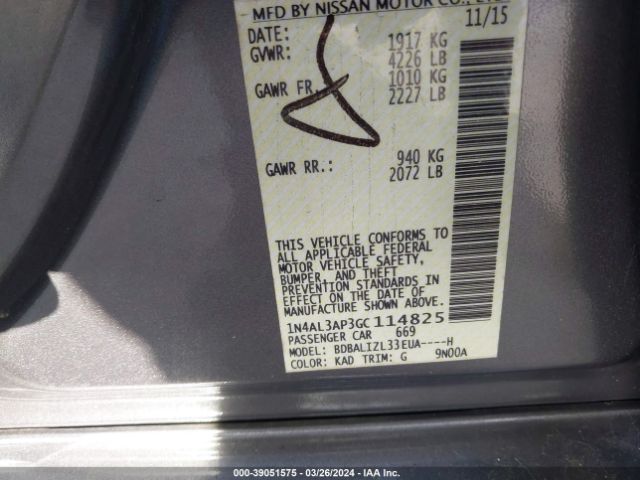 MFD BY NISSAN MOTOR CO., LTD.
DATE: 11/15
GVWR: 1917 KG
4226 LB
GAWR FR. 1010 KG
2227 LB
GAWR RR.: 940 KG
2072 LB
THIS VEHICLE CONFORMS TO
ALL APPLICABLE FEDERAL
MOTOR VEHICLE SAFETY,
BUMPER, AND THEFT
PREVENTION STANDARDS IN
EFFECT ON THE DATE OF
MANUFACTURE SHOWN ABOVE.
1N4AL3AP3GC114825
PASSENGER CAR 669
MODEL: BDBALIZL33EUA----H
COLOR: KAD TRIM: G 9N00A
00-39051575 — 03/26/2024 — IAA Inc.